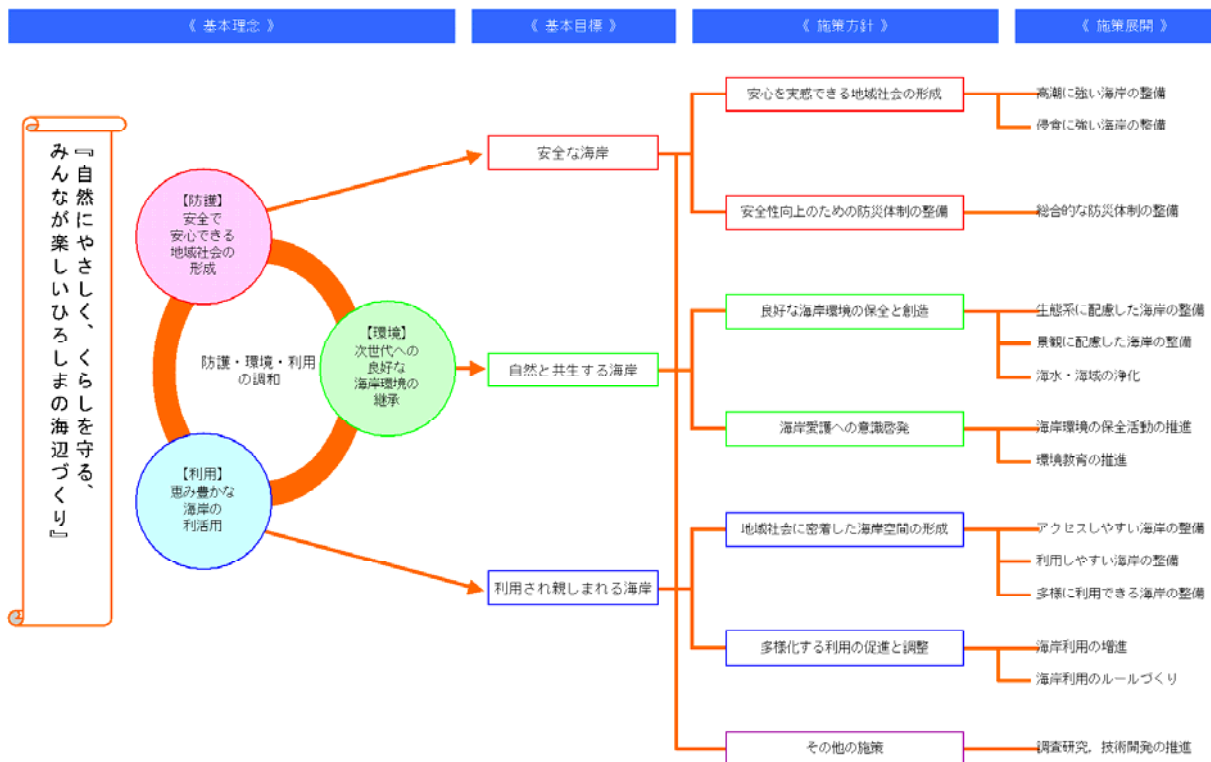 《 基本理念 》
《 基本目標 》
《 施策方針 》
《 施策展開 》
『自然にやさしく、くらしを守る、
みんなが楽しいひろしまの海辺づくり』
【防護】
安全で
安心できる
地域社会の
形成
【環境】
次世代への
良好な
海岸環境の
継承
防護・環境・利用
の調和
【利用】
恵み豊かな
海岸の
利活用
安全な海岸
自然と共生する海岸
利用され親しまれる海岸
安心を実感できる地域社会の形成
安全性向上のための防災体制の整備
良好な海岸環境の保全と創造
海岸愛護への意識啓発
地域社会に密着した海岸空間の形成
多様化する利用の促進と調整
その他の施策
高潮に強い海岸の整備
侵食に強い海岸の整備
総合的な防災体制の整備
生態系に配慮した海岸の整備
景観に配慮した海岸の整備
海水・海域の浄化
海岸環境の保全活動の推進
環境教育の推進
アクセスしやすい海岸の整備
利用しやすい海岸の整備
多様に利用できる海岸の整備
海岸利用の増進
海岸利用のルールづくり
調査研究，技術開発の推進